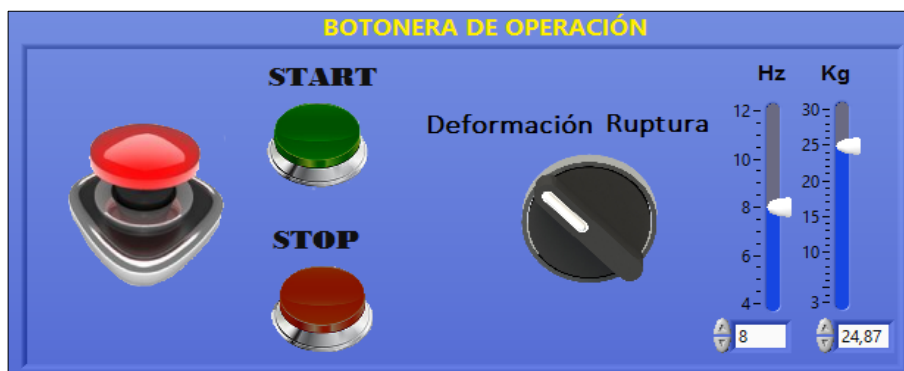 BOTONERA DE OPERACIÓN
START
STOP
Deformación Ruptura
Hz
12
10
8
6
4
8
Kg
30
25
20
15
10
3
24,87